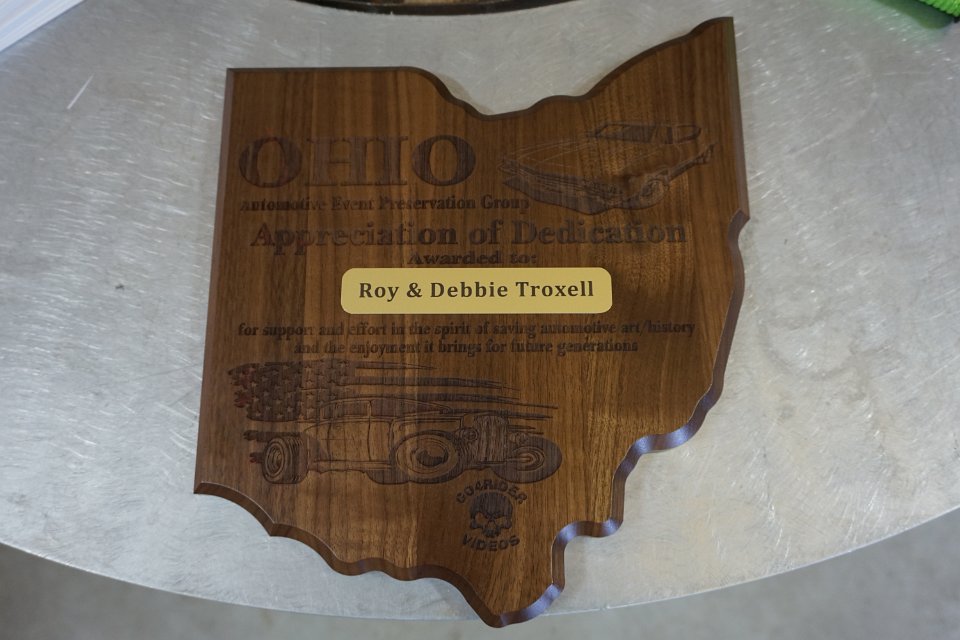 OHIO
Automotive Event Preservation Group
Appreciation of Dedication
Awarded to:
Roy & Debbie Troxell
for support and effort in the spirit of saving automotive art/history
and the enjoyment it brings for future generations
GO4RIDER
VIDEOS